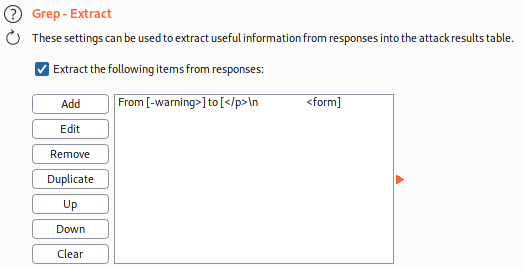 Grep - Extract
These settings can be used to extract useful information from responses into the attack results table.
Extract the following items from responses:
Add
From [-warning>] to [</p>\n                <form]
Edit
Remove
Duplicate
Up
Down
Clear